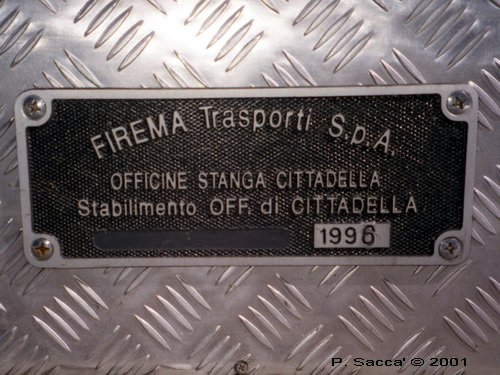 FIREMA Trasporti S.p.A.
OFFICINE STANGA CITTADELLA
Stabilimento OFF. di CITTADELLA
1996
P. Sacca' © 2001